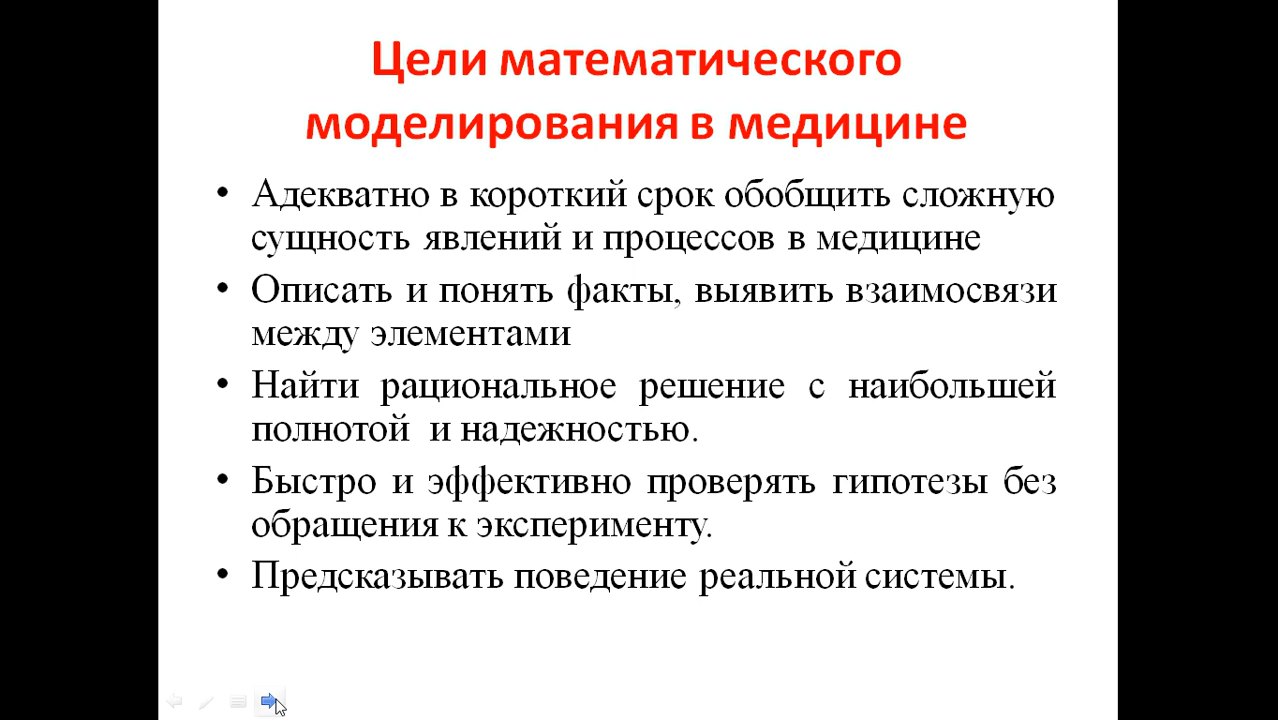 Цели математического
моделирования в медицине
• Адекватно в короткий срок обобщить сложную
сущность явлений и процессов в медицине
• Описать и понять факты, выявить взаимосвязи
между элементами
• Найти рациональное решение с наибольшей
полнотой и надежностью.
• Быстро и эффективно проверять гипотезы без
обращения к эксперименту.
• Предсказывать поведение реальной системы.